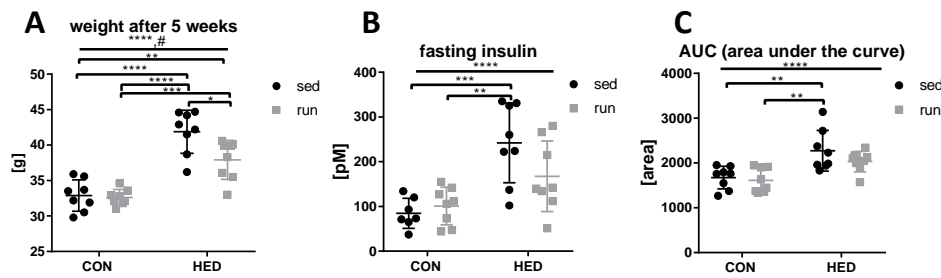 A
weight after 5 weeks
****,#
**
****
****
***
*
50
45
40
35
30
25
[g]
CON
HED
sed
run
B
fasting insulin
****
***
**
400
300
200
100
0
[pM]
CON
HED
sed
run
C
AUC (area under the curve)
****
**
**
4000
3000
2000
1000
0
[area]
CON
HED
sed
run